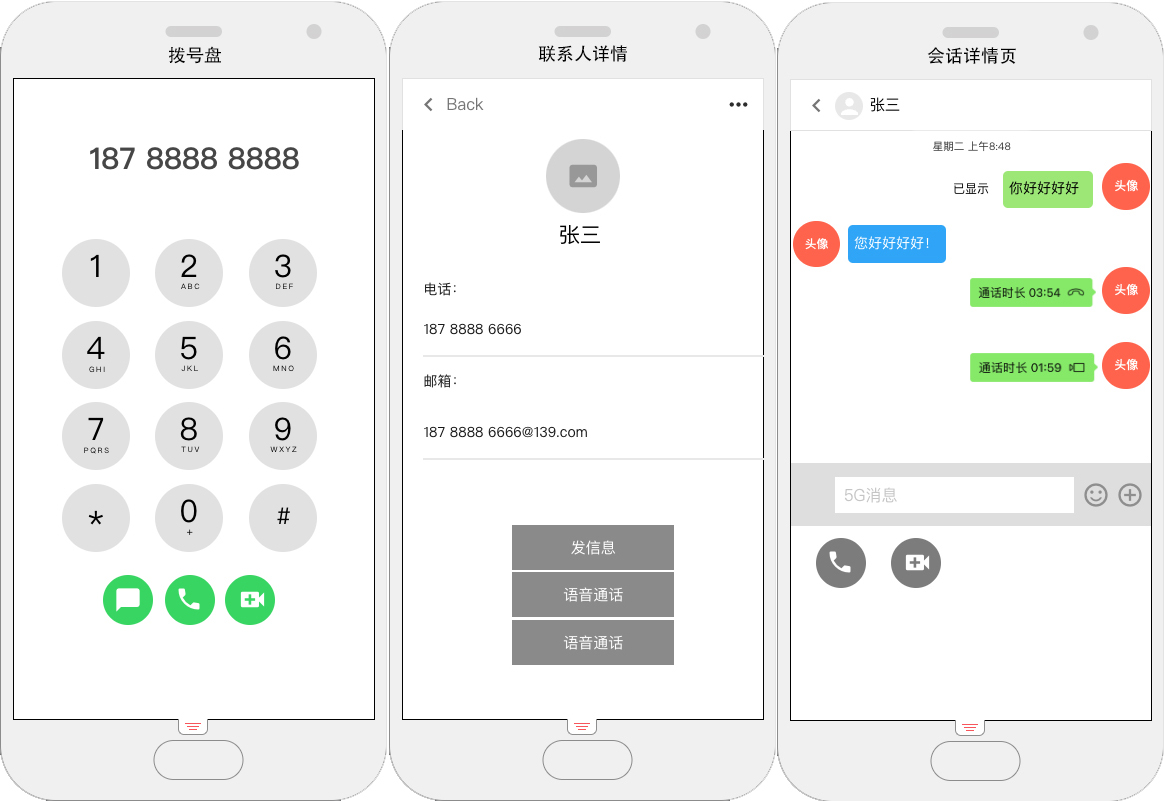 拨号盘
187 8888 8888
1
2
ABC
3
DEF
4
GHI
5
JKL
6
MNO
7
PQRS
8
TUV
9
WXYZ
*
0
+
#
联系人详情
Back
张三
电话：
187 8888 6666
邮箱：
187 8888 6666@139.com
发信息
语音通话
语音通话
会话详情页
张三
星期二 上午8:48
已显示
你好好好好
头像
头像
您好好好好！
通话时长 03:54
头像
通话时长 01:59
头像
5G消息